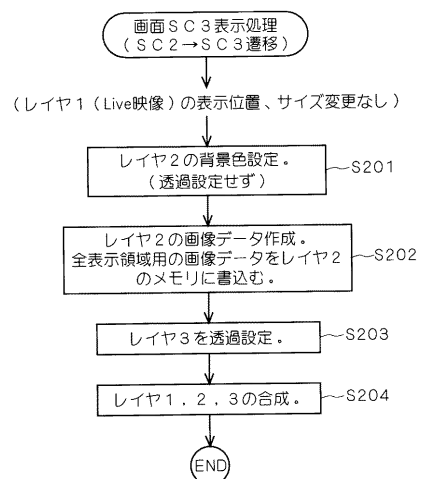 画面SC3表示処理
(SC2→SC3遷移)
(レイヤ1(Live映像)の表示位置、サイズ変更なし)
レイヤ2の背景色設定。
(透過設定せず)
S201
レイヤ2の画像データ作成。
全表示領域用の画像データをレイヤ2
のメモリに書込む。
S202
レイヤ3を透過設定。
S203
レイヤ1,2,3の合成。
S204
END